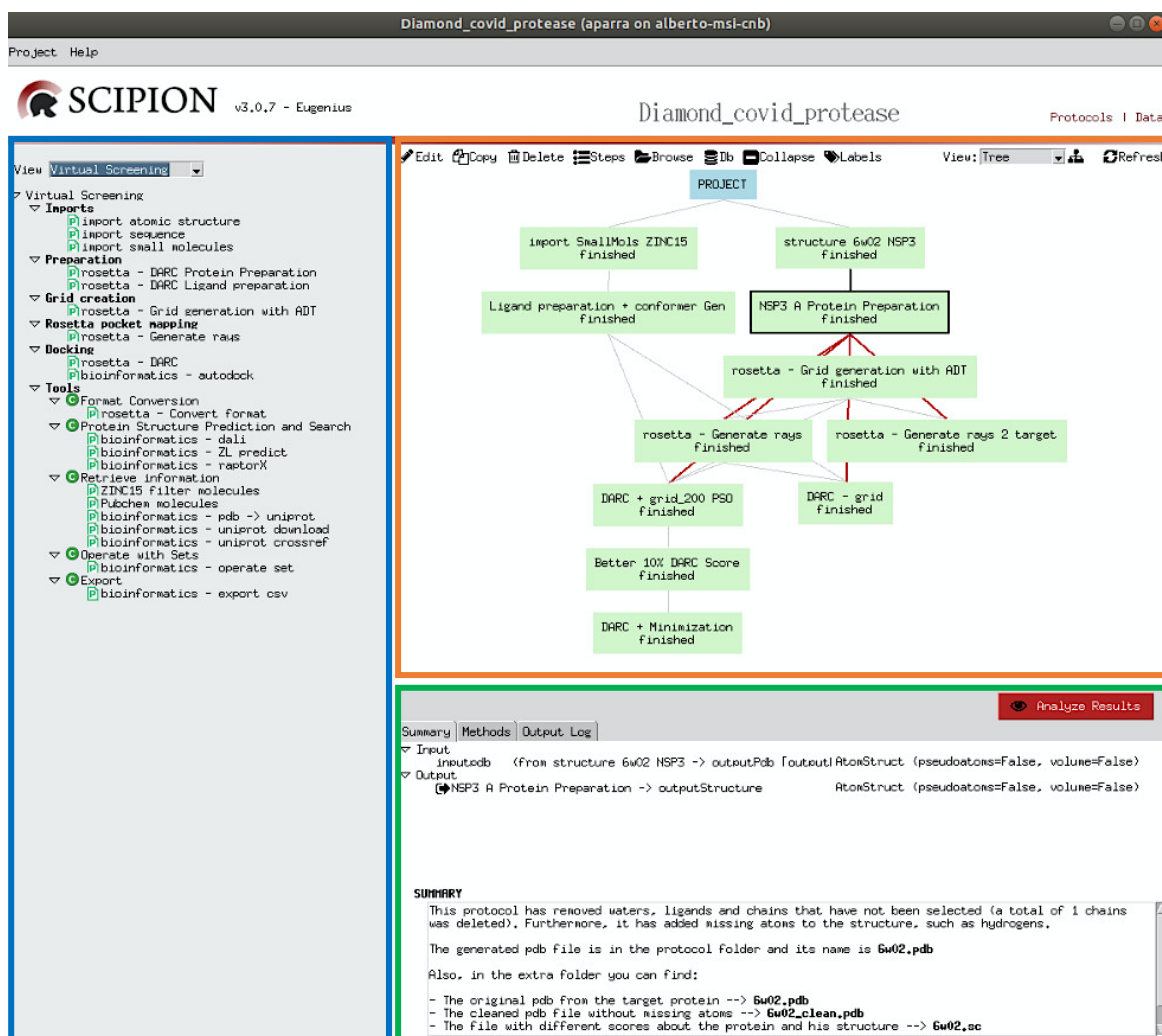 Diamond_covid_protease (aparra on alberto-msi-cnb)
Project Help
SCIPION v3.0.7 - Eugenius
Diamond_covid_protease
Protocols | Data
View Virtual Screening
Virtual Screening
Imports
import atomic structure
import sequence
import small molecules
Preparation
rosetta - DARC Protein Preparation
rosetta - DARC Ligand preparation
Grid creation
rosetta - Grid generation with ADT
Rosetta pocket mapping
rosetta - Generate rays
Docking
rosetta - DARC
bioinformatics - autodock
Tools
Format Conversion
rosetta - Convert format
Protein Structure Prediction and Search
bioinformatics - dali
bioinformatics - ZL predict
bioinformatics - raptorX
Retrieve information
ZINC15 filter molecules
Pubchem molecules
bioinformatics - pdb -> uniprot
bioinformatics - uniprot download
bioinformatics - uniprot crossref
Operate with Sets
bioinformatics - operate set
Export
bioinformatics - export csv
Edit Copy Delete Steps Browse Db Collapse Labels View: Tree Refresh
PROJECT
import SmallMols ZINC15
finished
structure 6w02 NSP3
finished
Ligand preparation + conformer Gen
finished
NSP3 A Protein Preparation
finished
rosetta - Grid generation with ADT
finished
rosetta - Generate rays
finished
rosetta - Generate rays 2 target
finished
DARC + grid_200 PSO
finished
DARC - grid
finished
Better 10% DARC Score
finished
DARC + Minimization
finished
Analyze Results
Summary Methods Output Log
Input
inputpdb (from structure 6w02 NSP3 -> outputPdb [output] AtomStruct (pseudoatoms=False, volume=False)
Output
NSP3 A Protein Preparation -> outputStructure AtomStruct (pseudoatoms=False, volume=False)
SUMMARY
This protocol has removed waters, ligands and chains that have not been selected (a total of 1 chains
was deleted). Furthermore, it has added missing atoms to the structure, such as hydrogens.
The generated pdb file is in the protocol folder and its name is 6w02.pdb
Also, in the extra folder you can find:
- The original pdb from the target protein --> 6w02.pdb
- The cleaned pdb file without missing atoms --> 6w02_clean.pdb
- The file with different scores about the protein and his structure --> 6w02.sc